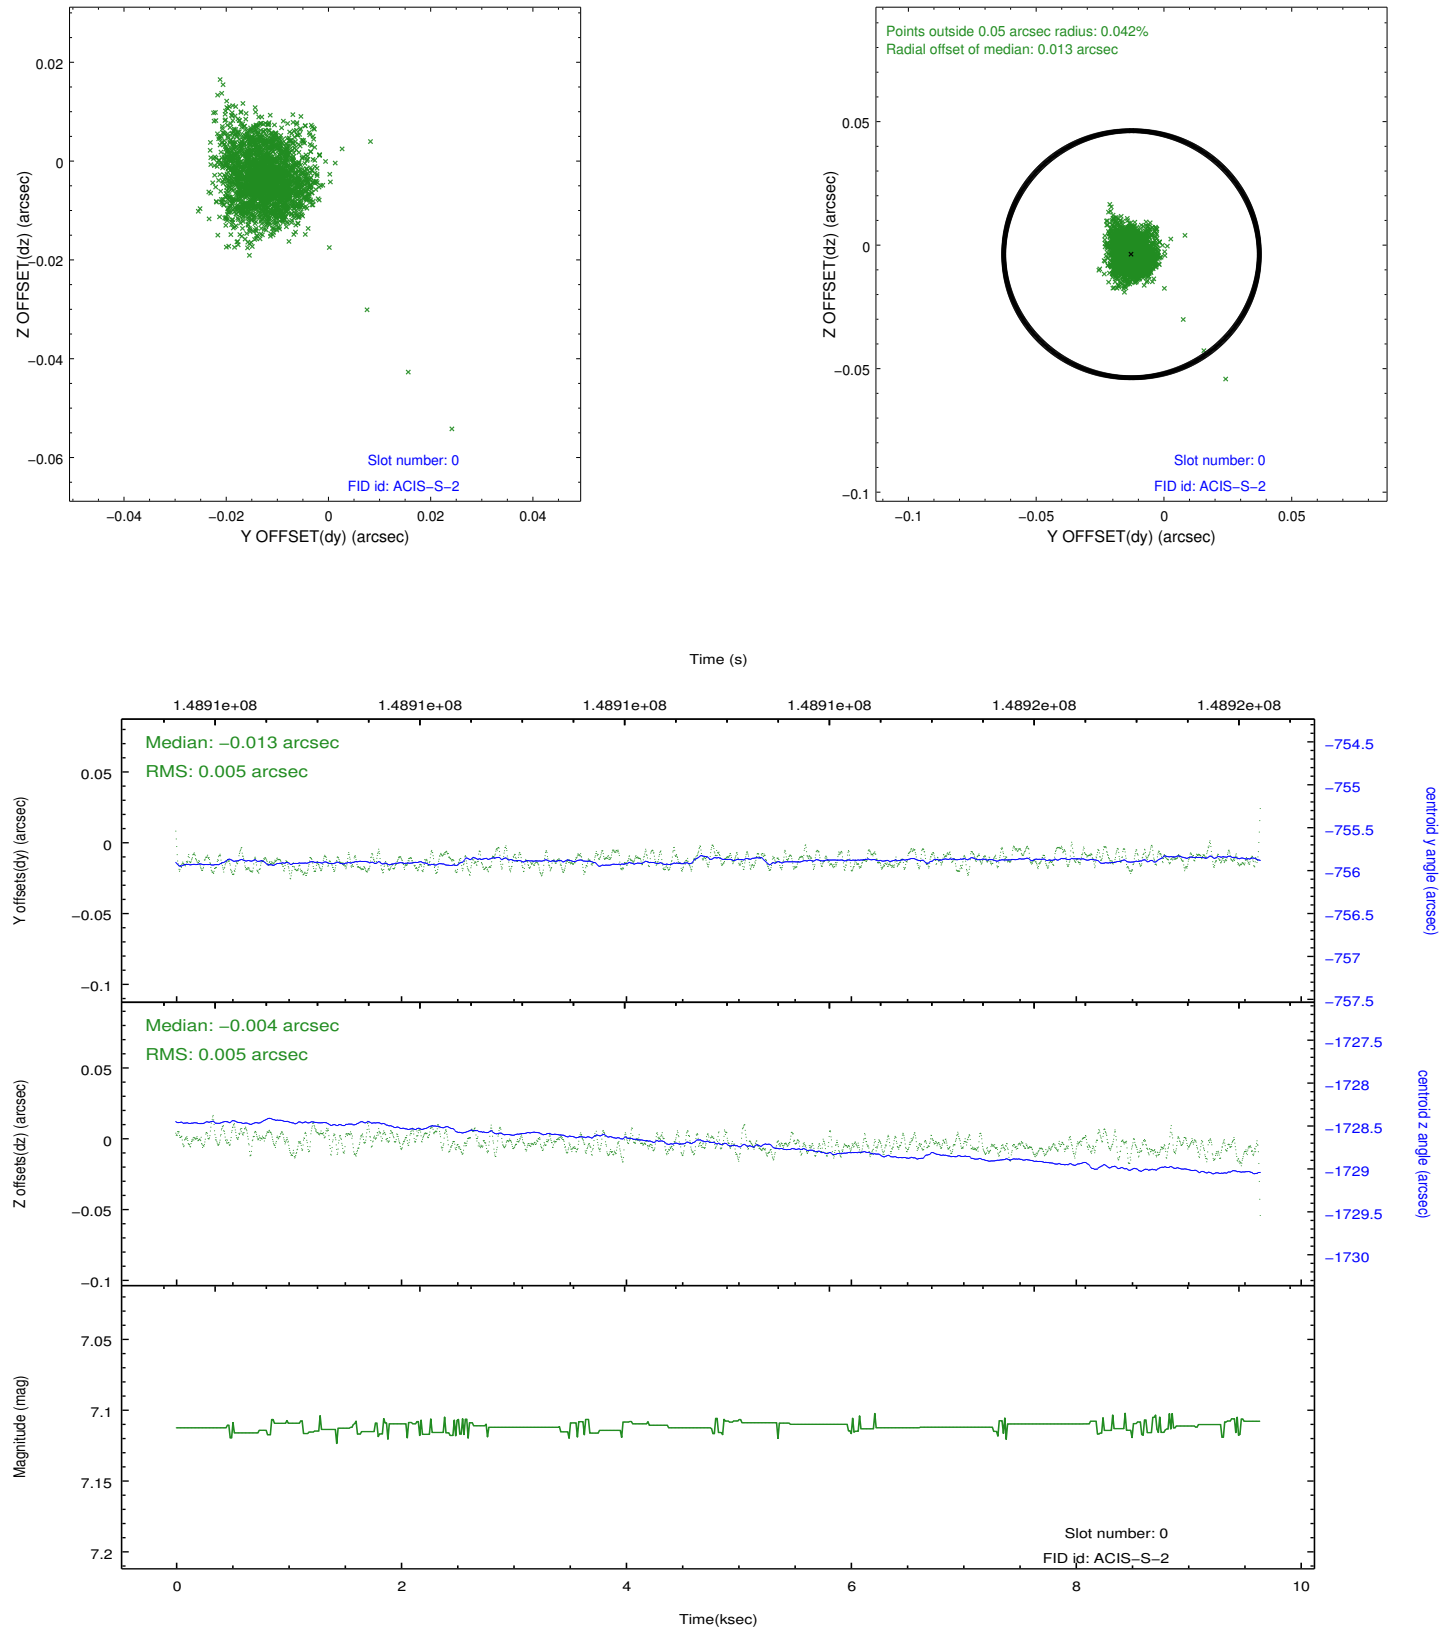 0.02
0
−0.02
−0.04
−0.06
Z OFFSET(dz) (arcsec)
Slot number: 0
FID id: ACIS−S−2
−0.04
−0.02
0
0.02
0.04
Y OFFSET(dy) (arcsec)
Points outside 0.05 arcsec radius: 0.042%
Radial offset of median: 0.013 arcsec
0.05
0
−0.05
−0.1
Z OFFSET(dz) (arcsec)
Slot number: 0
FID id: ACIS−S−2
−0.1
−0.05
0
0.05
Y OFFSET(dy) (arcsec)
Time (s)
1.4891e+08
1.4891e+08
1.4891e+08
1.4891e+08
1.4892e+08
1.4892e+08
Median: −0.013 arcsec
RMS: 0.005 arcsec
0.05
0
−0.05
−0.1
Y offsets(dy) (arcsec)
−754.5
−755
−755.5
−756
−756.5
−757
−757.5
centroid y angle (arcsec)
Median: −0.004 arcsec
RMS: 0.005 arcsec
0.05
0
−0.05
−0.1
Z offsets(dz) (arcsec)
−1727.5
−1728
−1728.5
−1729
−1729.5
−1730
centroid z angle (arcsec)
7.05
7.1
7.15
7.2
Magnitude (mag)
Slot number: 0
FID id: ACIS−S−2
0
2
4
6
8
10
Time(ksec)